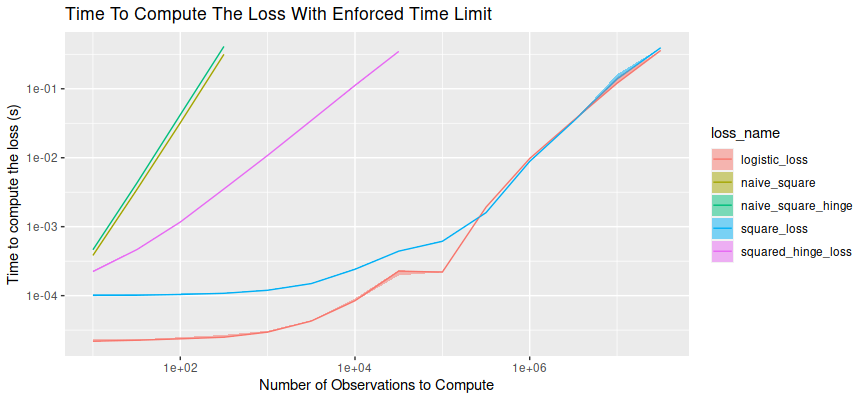 Time To Compute The Loss With Enforced Time Limit
Time to compute the loss (s)
1e-01
1e-02
1e-03
1e-04
1e+02
1e+04
1e+06
Number of Observations to Compute
loss_name
logistic_loss
naive_square
naive_square_hinge
square_loss
squared_hinge_loss